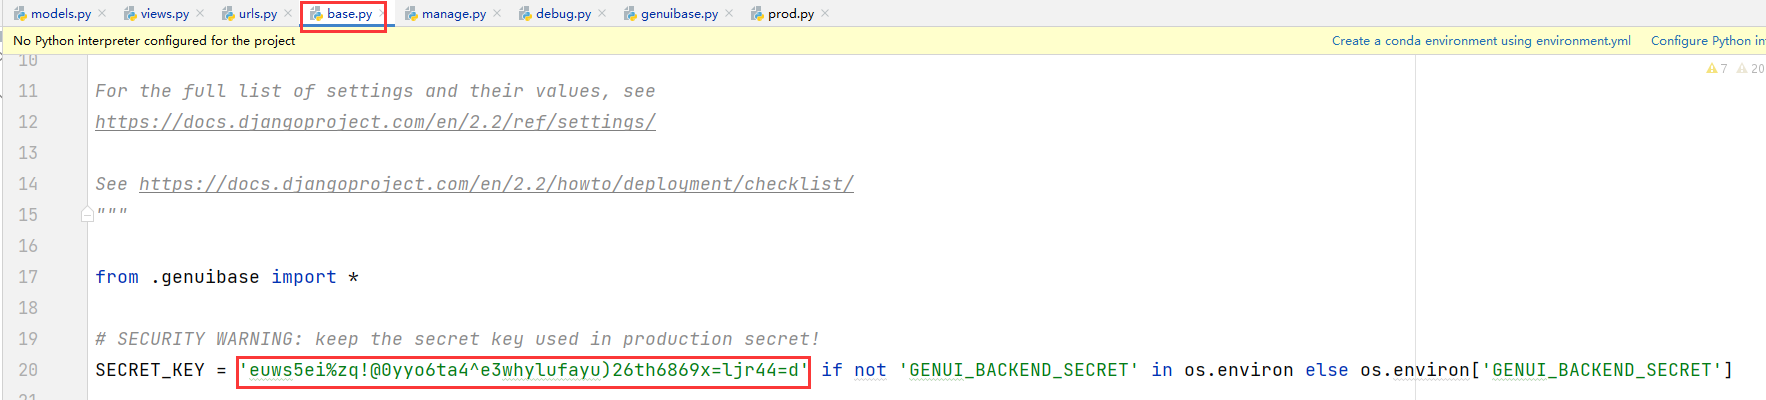 models.py views.py urls.py base.py manage.py debug.py genuibase.py prod.py
No Python interpreter configured for the project Create a conda environment using environment.yml Configure Python in
7 20
10
11 For the full list of settings and their values, see
12 https://docs.djangoproject.com/en/2.2/ref/settings/
13
14 See https://docs.djangoproject.com/en/2.2/howto/deployment/checklist/
15 """
16
17 from .genuibase import *
18
19 # SECURITY WARNING: keep the secret key used in production secret!
20 SECRET_KEY = 'euws5ei%zq!@0yyo6ta4^e3whylufayu)26th6869x=ljr44=d' if not 'GENUI_BACKEND_SECRET' in os.environ else os.environ['GENUI_BACKEND_SECRET']
21